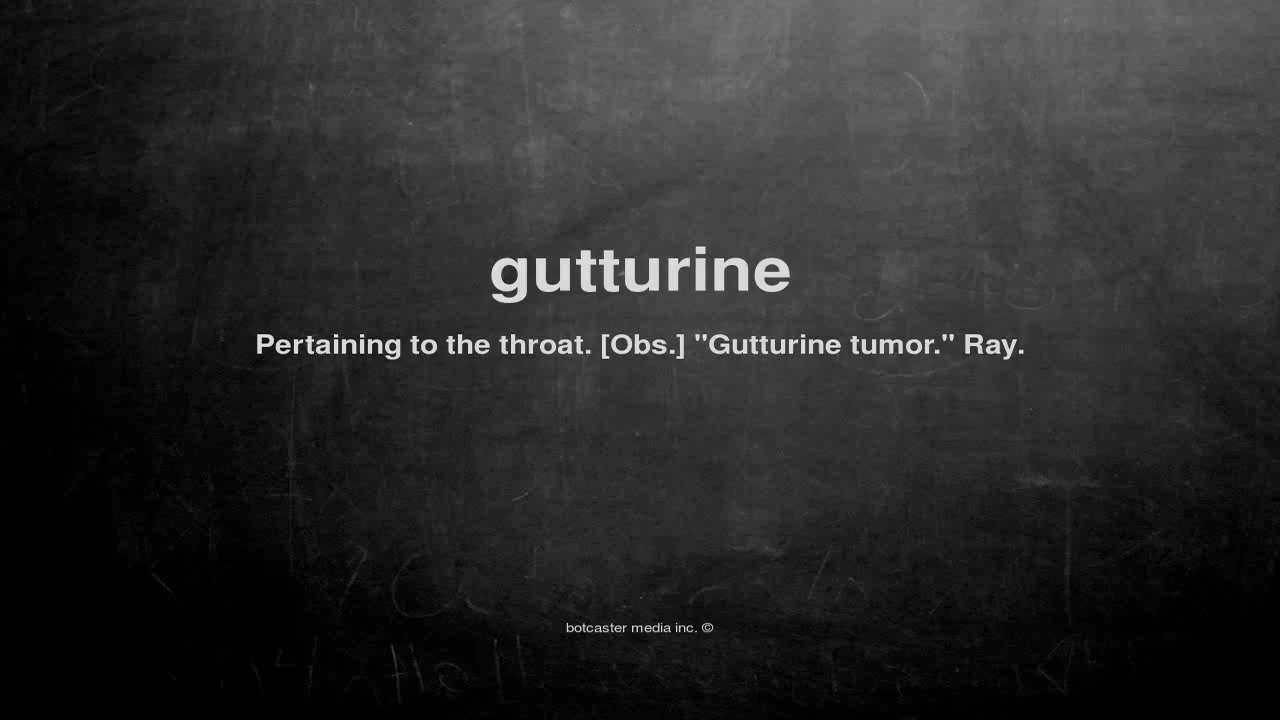 gutturine
Pertaining to the throat. [Obs.] "Gutturine tumor." Ray.
botcaster media inc. ©